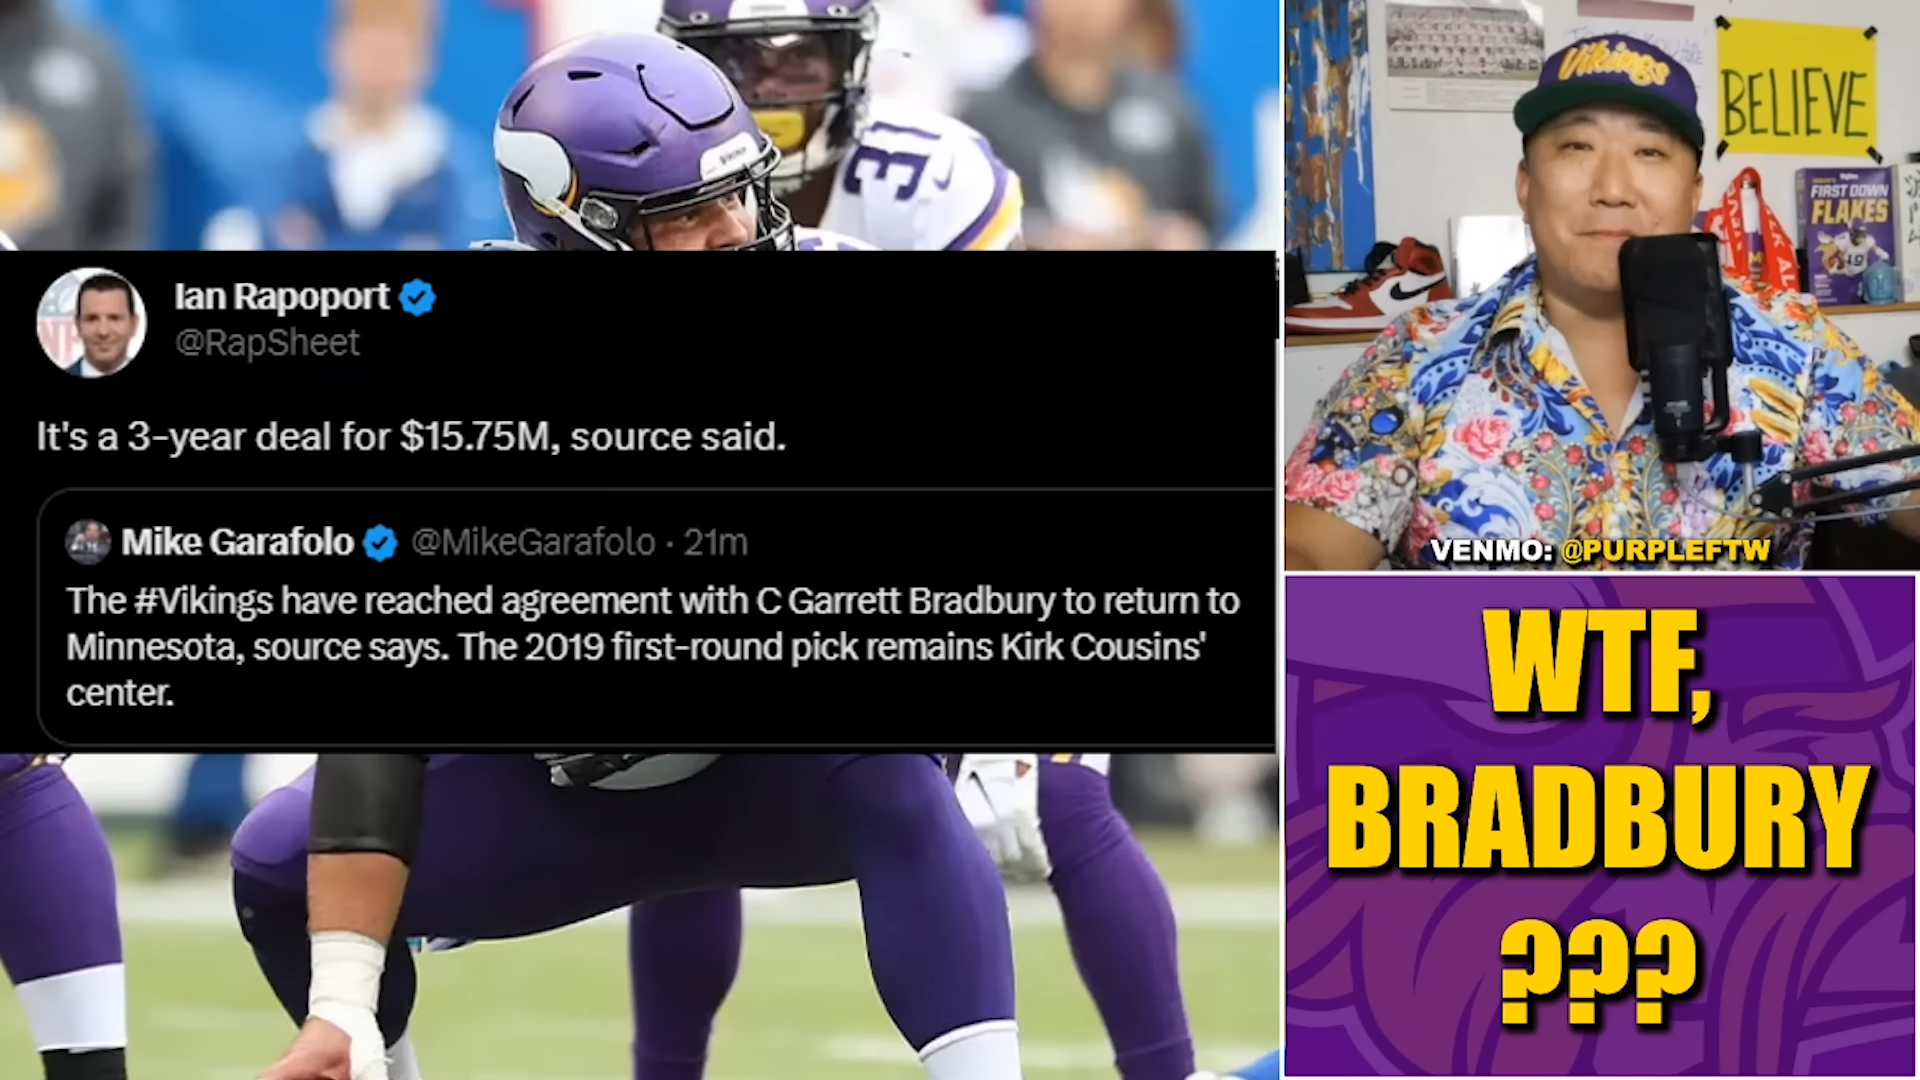 Ian Rapoport
@RapSheet
It's a 3-year deal for $15.75M, source said.
Mike Garafolo @MikeGarafolo · 21m
The #Vikings have reached agreement with C Garrett Bradbury to return to
Minnesota, source says. The 2019 first-round pick remains Kirk Cousins'
center.
31
Vikings
BELIEVE
FIRST DOWN
FLAKES
19
VENMO: @PURPLEFTW
WTF,
BRADBURY
???